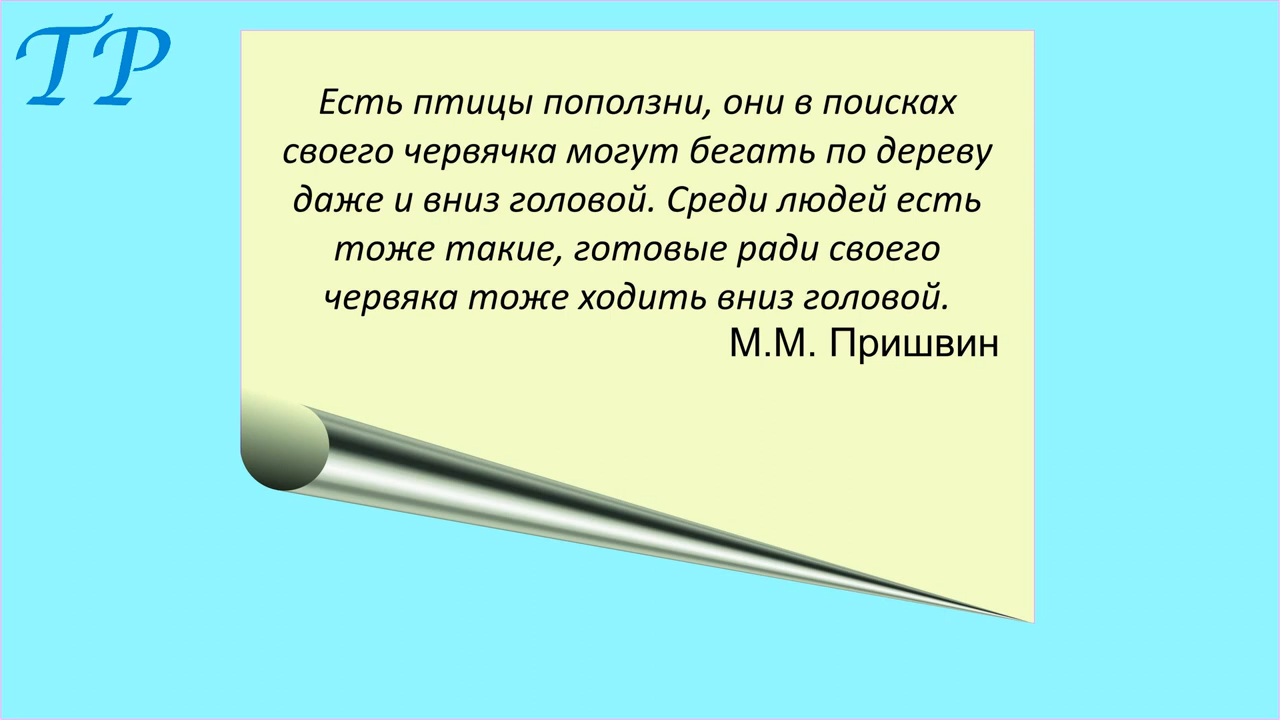 ТР
Есть птицы поползни, они в поисках
своего червячка могут бегать по дереву
даже и вниз головой. Среди людей есть
тоже такие, готовые ради своего
червяка тоже ходить вниз головой.
М.М. Пришвин